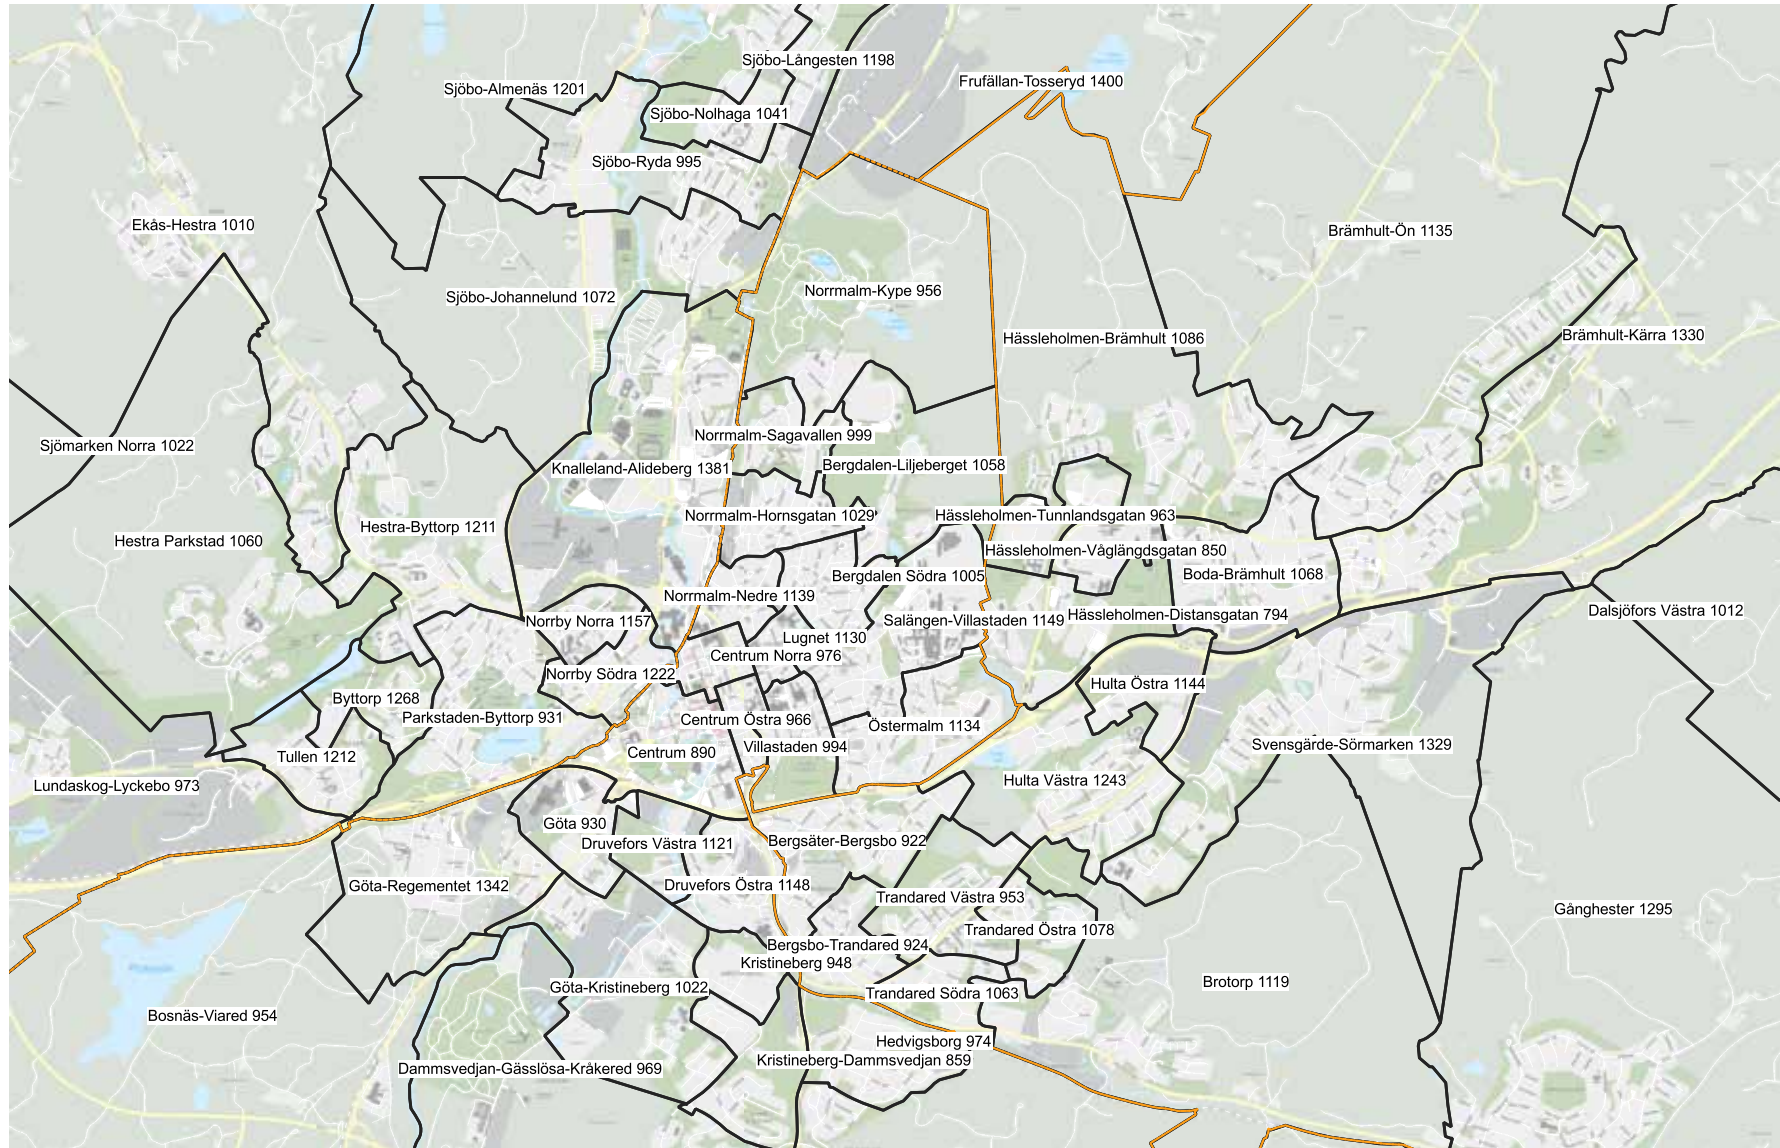 Sjöbo-Långesten 1198
Frufällan-Tosseryd 1400
Sjöbo-Almenäs 1201
Sjöbo-Nolhaga 1041
Sjöbo-Ryda 995
Ekås-Hestra 1010
Brämhult-Ön 1135
Norrmalm-Kype 956
Sjöbo-Johannelund 1072
Hässleholmen-Brämhult 1086
Brämhult-Kärra 1330
Norrmalm-Sagavallen 999
Sjömarken Norra 1022
Bergdalen-Liljeberget 1058
Knalleland-Alideberg 1381
Norrmalm-Hornsgatan 1029
Hässleholmen-Tunnlandsgatan 963
Hestra-Byttorp 1211
Hestra Parkstad 1060
Hässleholmen-Våglängdsgatan 850
Bergdalen Södra 1005
Boda-Brämhult 1068
Norrmalm-Nedre 1139
Dalsjöfors Västra 1012
Hässleholmen-Distansgatan 794
Norrby Norra 1157
Salängen-Villastaden 1149
Lugnet 1130
Centrum Norra 976
Norrby Södra 1222
Hulta Östra 1144
Byttorp 1268
Parkstaden-Byttorp 931
Centrum Östra 966
Östermalm 1134
Svensgärde-Sörmarken 1329
Villastaden 994
Centrum 890
Tullen 1212
Hulta Västra 1243
Lundaskog-Lyckebo 973
Göta 930
Bergsäter-Bergsbo 922
Druvefors Västra 1121
Göta-Regementet 1342
Druvefors Östra 1148
Trandared Västra 953
Gånghester 1295
Trandared Östra 1078
Bergsbo-Trandared 924
Kristineberg 948
Brotorp 1119
Göta-Kristineberg 1022
Trandared Södra 1063
Bosnäs-Viared 954
Hedvigsborg 974
Kristineberg-Dammsvedjan 859
Dammsvedjan-Gässlösa-Kråkered 969